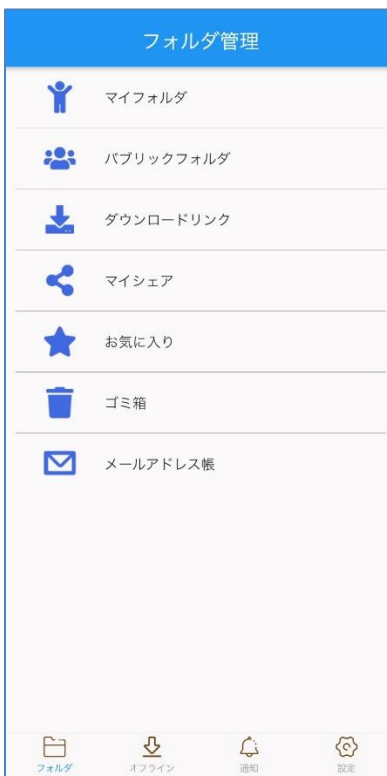 フォルダ管理
マイフォルダ
パブリックフォルダ
ダウンロードリンク
マイシェア
お気に入り
ゴミ箱
メールアドレス帳
フォルダ オフライン 通知 設定